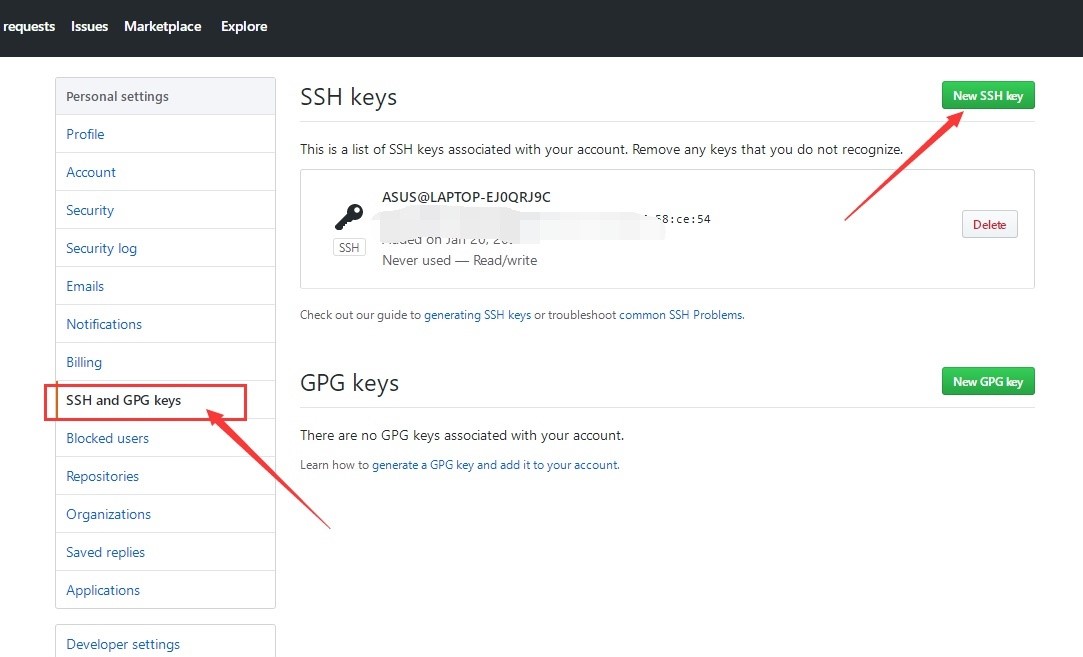 requests Issues Marketplace Explore
Personal settings
Profile
Account
Security
Security log
Emails
Notifications
Billing
SSH and GPG keys
Blocked users
Repositories
Organizations
Saved replies
Applications
Developer settings
SSH keys
New SSH key
This is a list of SSH keys associated with your account. Remove any keys that you do not recognize.
ASUS@LAPTOP-EJ0QRJ9C
58:ce:54
Added on Jan 20,
SSH
Never used — Read/write
Delete
Check out our guide to generating SSH keys or troubleshoot common SSH Problems.
GPG keys
New GPG key
There are no GPG keys associated with your account.
Learn how to generate a GPG key and add it to your account.